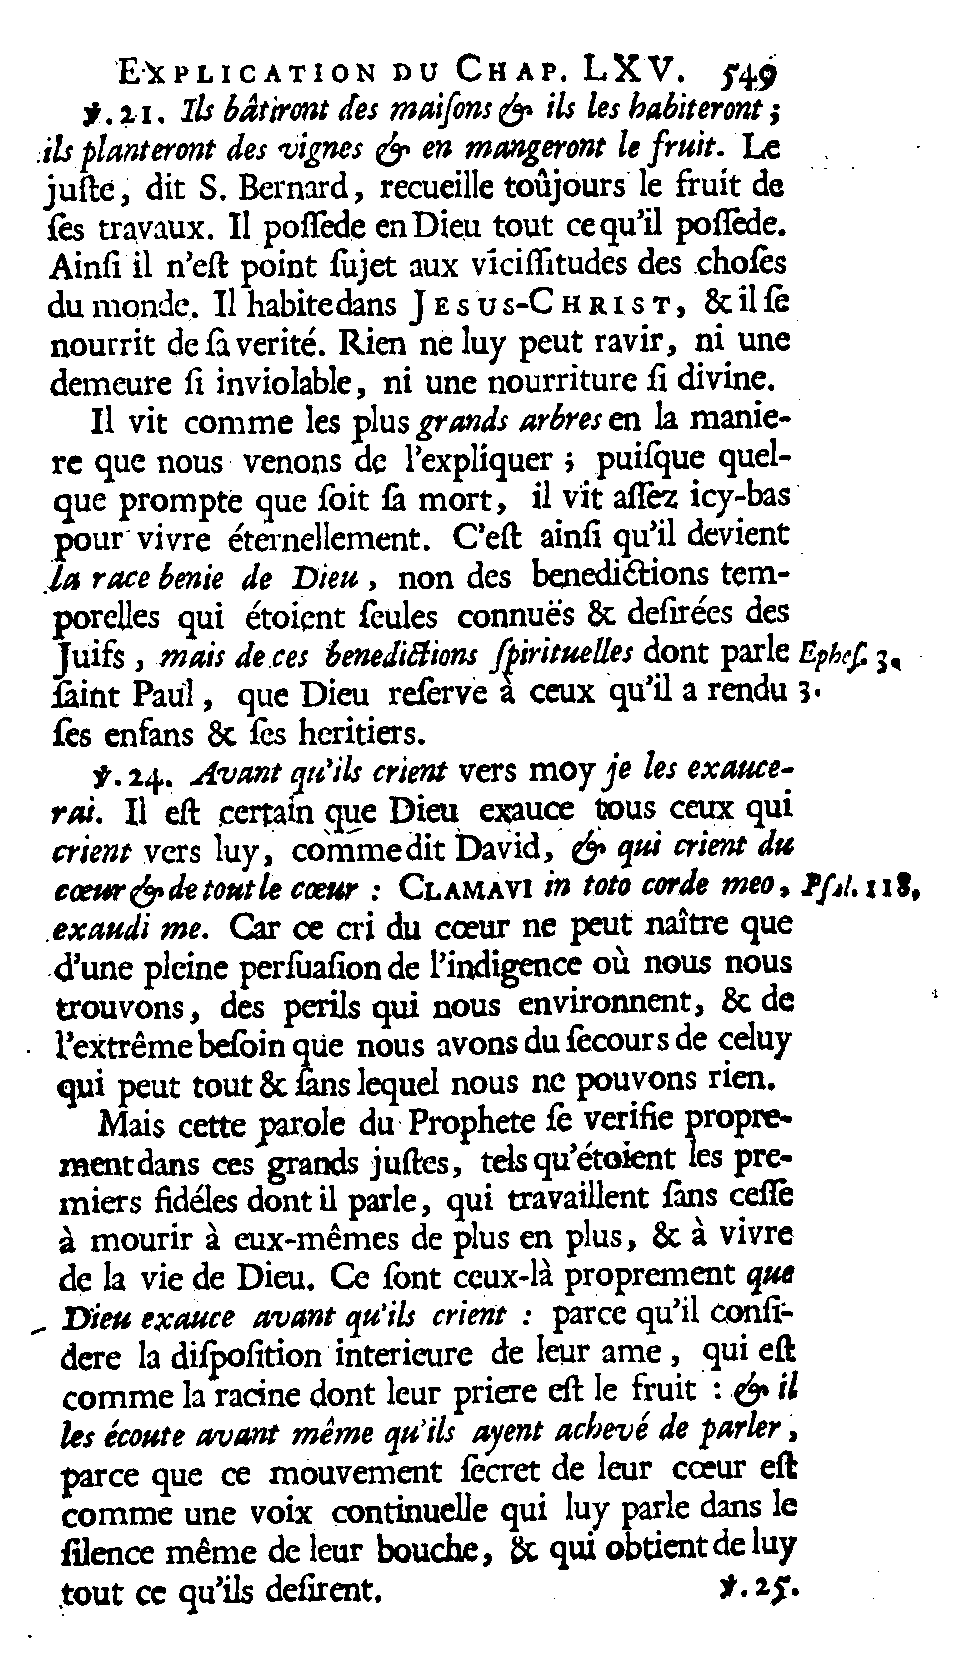 EXPLICATION DU CHAP. LXV. 549
℣. 21. Ils bâtiront des maiſons & ils les habiteront ;
ils planteront des vignes & en mangeront le fruit. Le
juſte, dit S. Bernard, recueille toûjours le fruit de
ſes travaux. Il poſſede en Dieu tout ce qu'il poſſede.
Ainſi il n'eſt point ſujet aux viciſſitudes des choſes
du monde. Il habite dans JESUS-CHRIST, & il ſe
nourrit de ſa verité. Rien ne luy peut ravir, ni une
demeure ſi inviolable, ni une nourriture ſi divine.
Il vit comme les plus grands arbres en la manie-
re que nous venons de l'expliquer ; puiſque quel-
que prompte que ſoit ſa mort, il vit aſſez icy-bas
pour vivre éternellement. C'eſt ainſi qu'il devient
la race benie de Dieu, non des benedictions tem-
porelles qui étoient ſeules connuës & deſirées des
Juifs, mais de ces benedictions ſpirituelles dont parle Epheſ. 3.
ſaint Paul, que Dieu reſerve à ceux qu'il a rendu 3.
ſes enfans & ſes heritiers.
℣. 24. Avant qu'ils crient vers moy je les exauce-
rai. Il eſt certain que Dieu exauce tous ceux qui
crient vers luy, comme dit David, & qui crient du
cœur & de tout le cœur : CLAMAVI in toto corde meo, Pſal. 118,
exaudi me. Car ce cri du cœur ne peut naître que
d'une pleine perſuaſion de l'indigence où nous nous
trouvons, des perils qui nous environnent, & de
l'extrême beſoin que nous avons du ſecours de celuy
qui peut tout & ſans lequel nous ne pouvons rien.
Mais cette parole du Prophete ſe verifie propre-
ment dans ces grands juſtes, tels qu'étoient les pre-
miers fidéles dont il parle, qui travaillent ſans ceſſe
à mourir à eux-mêmes de plus en plus, & à vivre
de la vie de Dieu. Ce ſont ceux-là proprement que
Dieu exauce avant qu'ils crient : parce qu'il conſi-
dere la diſpoſition interieure de leur ame, qui eſt
comme la racine dont leur priere eſt le fruit : & il
les écoute avant même qu'ils ayent achevé de parler,
parce que ce mouvement ſecret de leur cœur eſt
comme une voix continuelle qui luy parle dans le
ſilence même de leur bouche, & qui obtient de luy
tout ce qu'ils deſirent. ℣. 25.